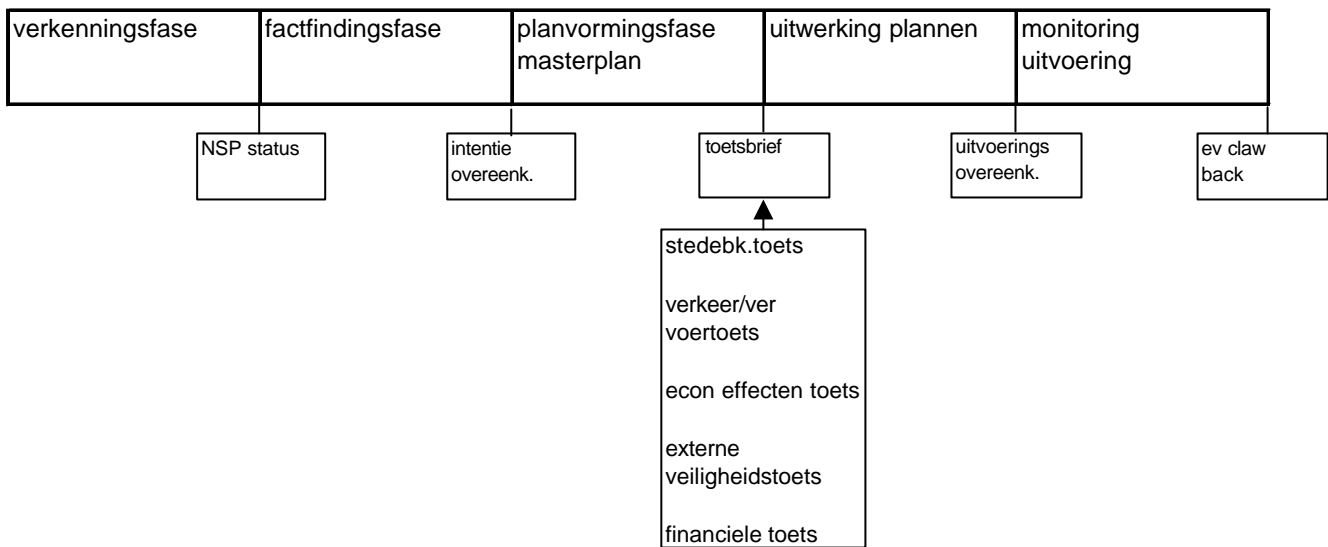 verkenningsfase
factfindingsfase
planvormingsfase
masterplan
uitwerking plannen
monitoring
uitvoering
NSP status
intentie
overeenk.
toetsbrief
uitvoerings
overeenk.
ev claw
back
stedebk.toets
verkeer/ver
voertoets
econ effecten toets
externe
veiligheidstoets
financiele toets